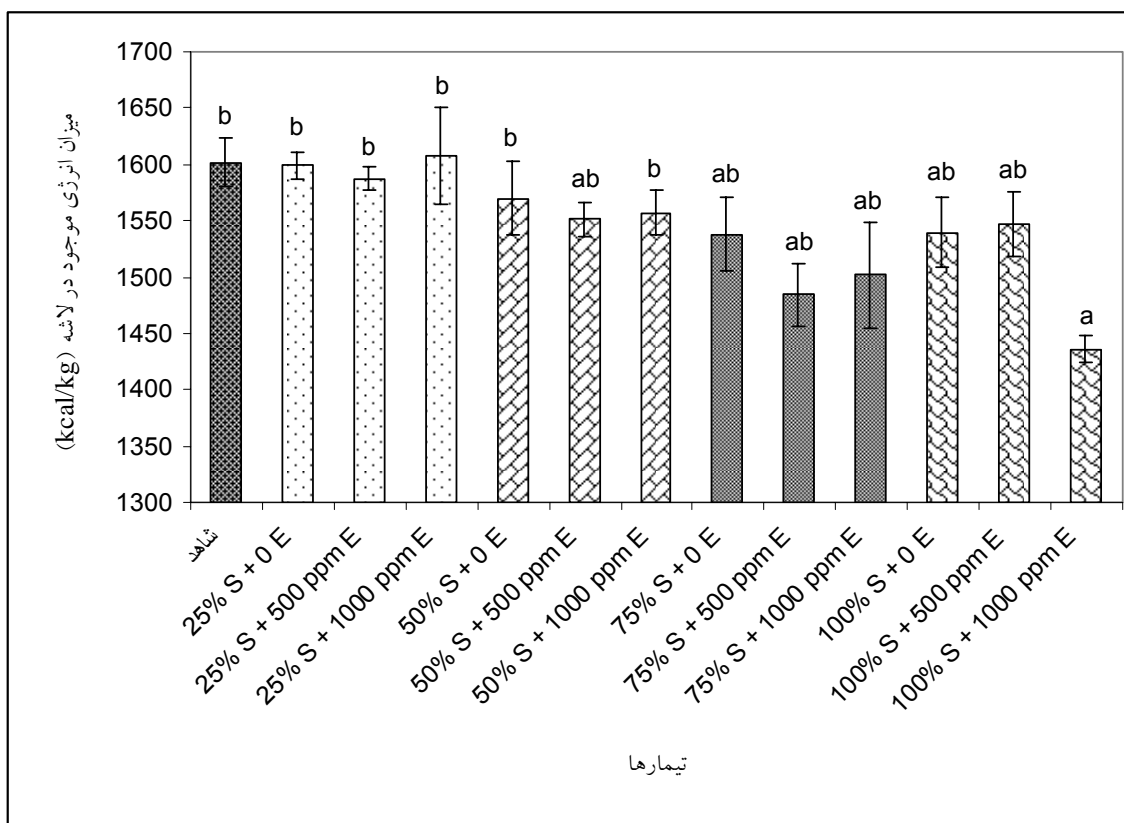 میزان انرژی موجود در لاشه (kcal/kg)
1700
1650
1600
1550
1500
1450
1400
1350
1300
b
b
b
b
b
ab
b
ab
ab
ab
ab
ab
a
شاهد
25% S + 0 E
25% S + 500 ppm E
25% S + 1000 ppm E
50% S + 0 E
50% S + 500 ppm E
50% S + 1000 ppm E
75% S + 0 E
75% S + 500 ppm E
75% S + 1000 ppm E
100% S + 0 E
100% S + 500 ppm E
100% S + 1000 ppm E
تیمارها